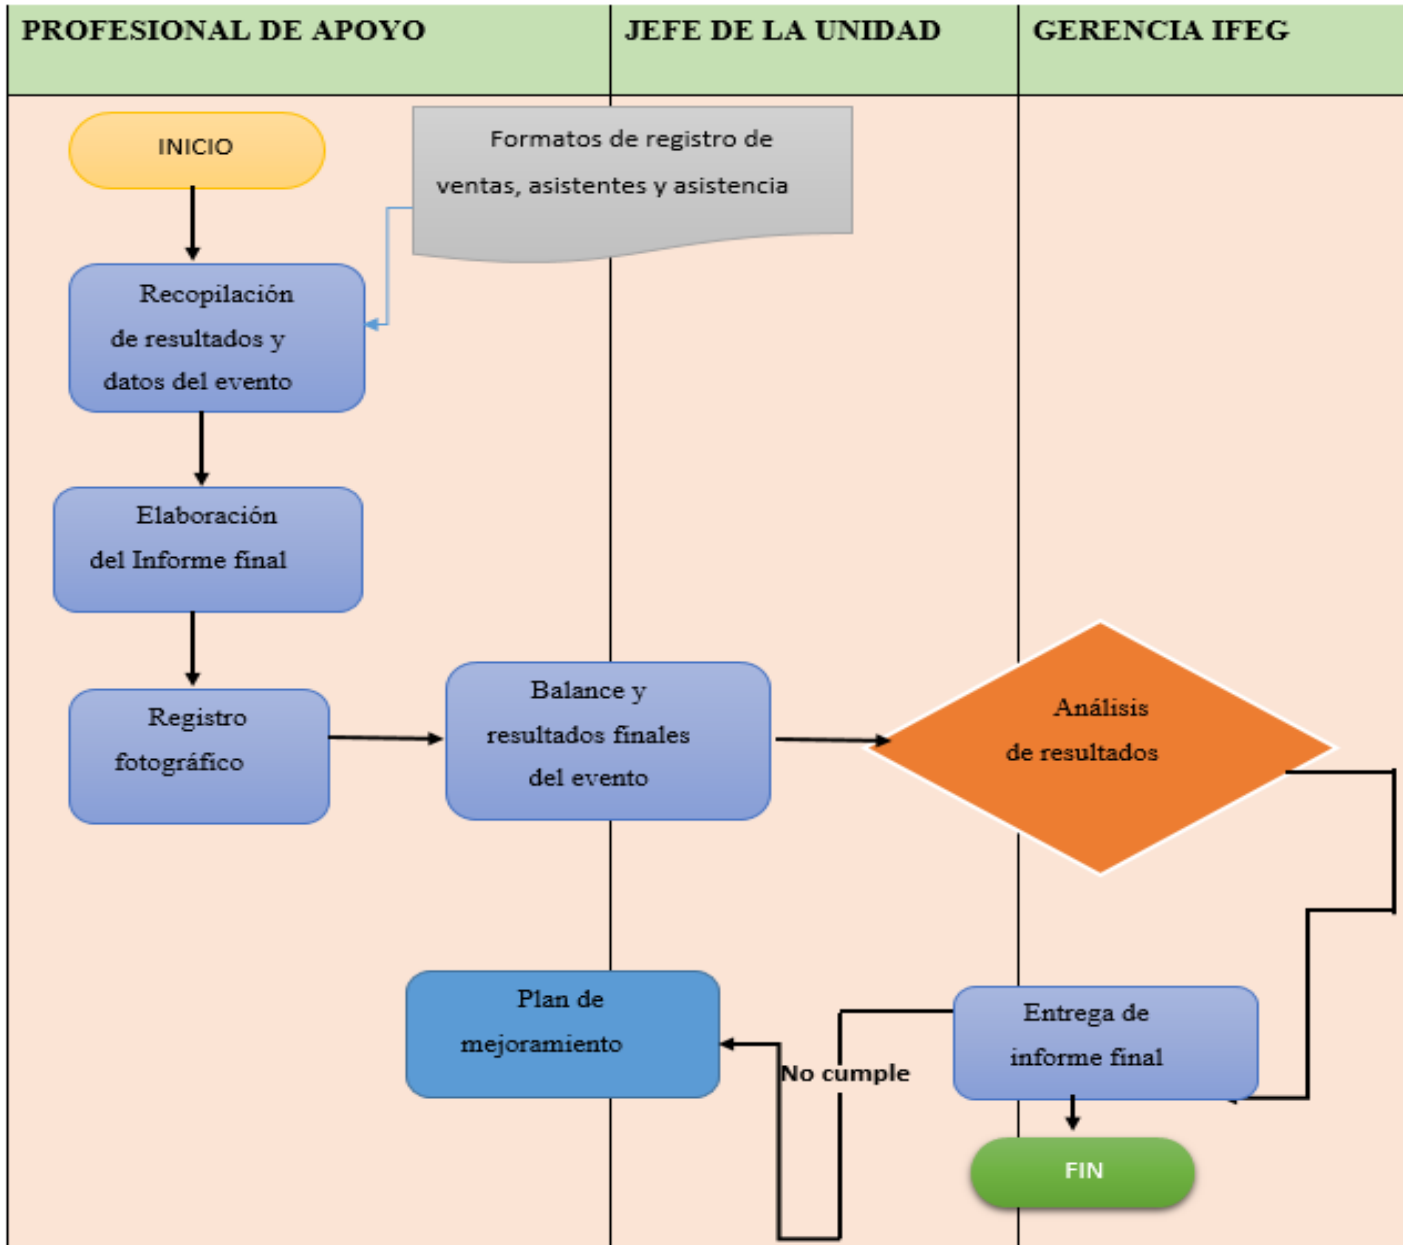 PROFESIONAL DE APOYO
JEFE DE LA UNIDAD
GERENCIA IFEG
INICIO
Formatos de registro de
ventas, asistentes y asistencia
Recopilación
de resultados y
datos del evento
Elaboración
del Informe final
Registro
fotográfico
Balance y
resultados finales
del evento
Análisis
de resultados
Plan de
mejoramiento
No cumple
Entrega de
informe final
FIN